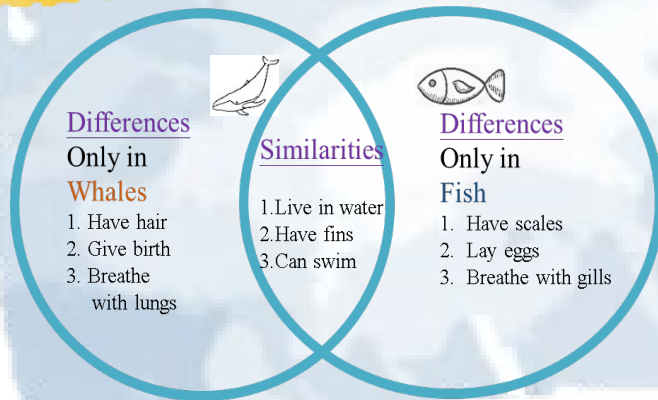 Differences
Only in
Whales
1. Have hair
2. Give birth
3. Breathe
with lungs
Similarities
1.Live in water
2.Have fins
3.Can swim
Differences
Only in
Fish
1. Have scales
2. Lay eggs
3. Breathe with gills